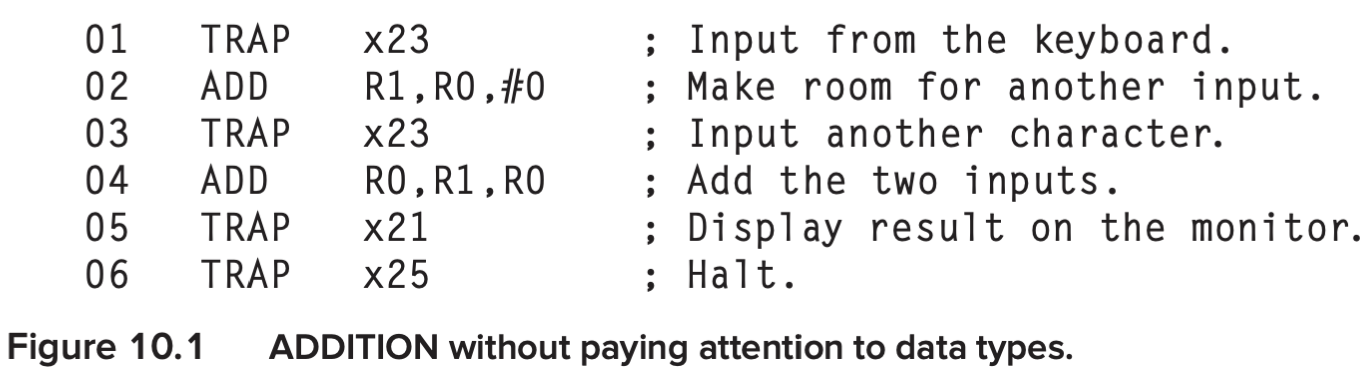 01 TRAP x23 ; Input from the keyboard.
02 ADD R1,R0,#0 ; Make room for another input.
03 TRAP x23 ; Input another character.
04 ADD R0,R1,R0 ; Add the two inputs.
05 TRAP x21 ; Display result on the monitor.
06 TRAP x25 ; Halt.
Figure 10.1 ADDITION without paying attention to data types.